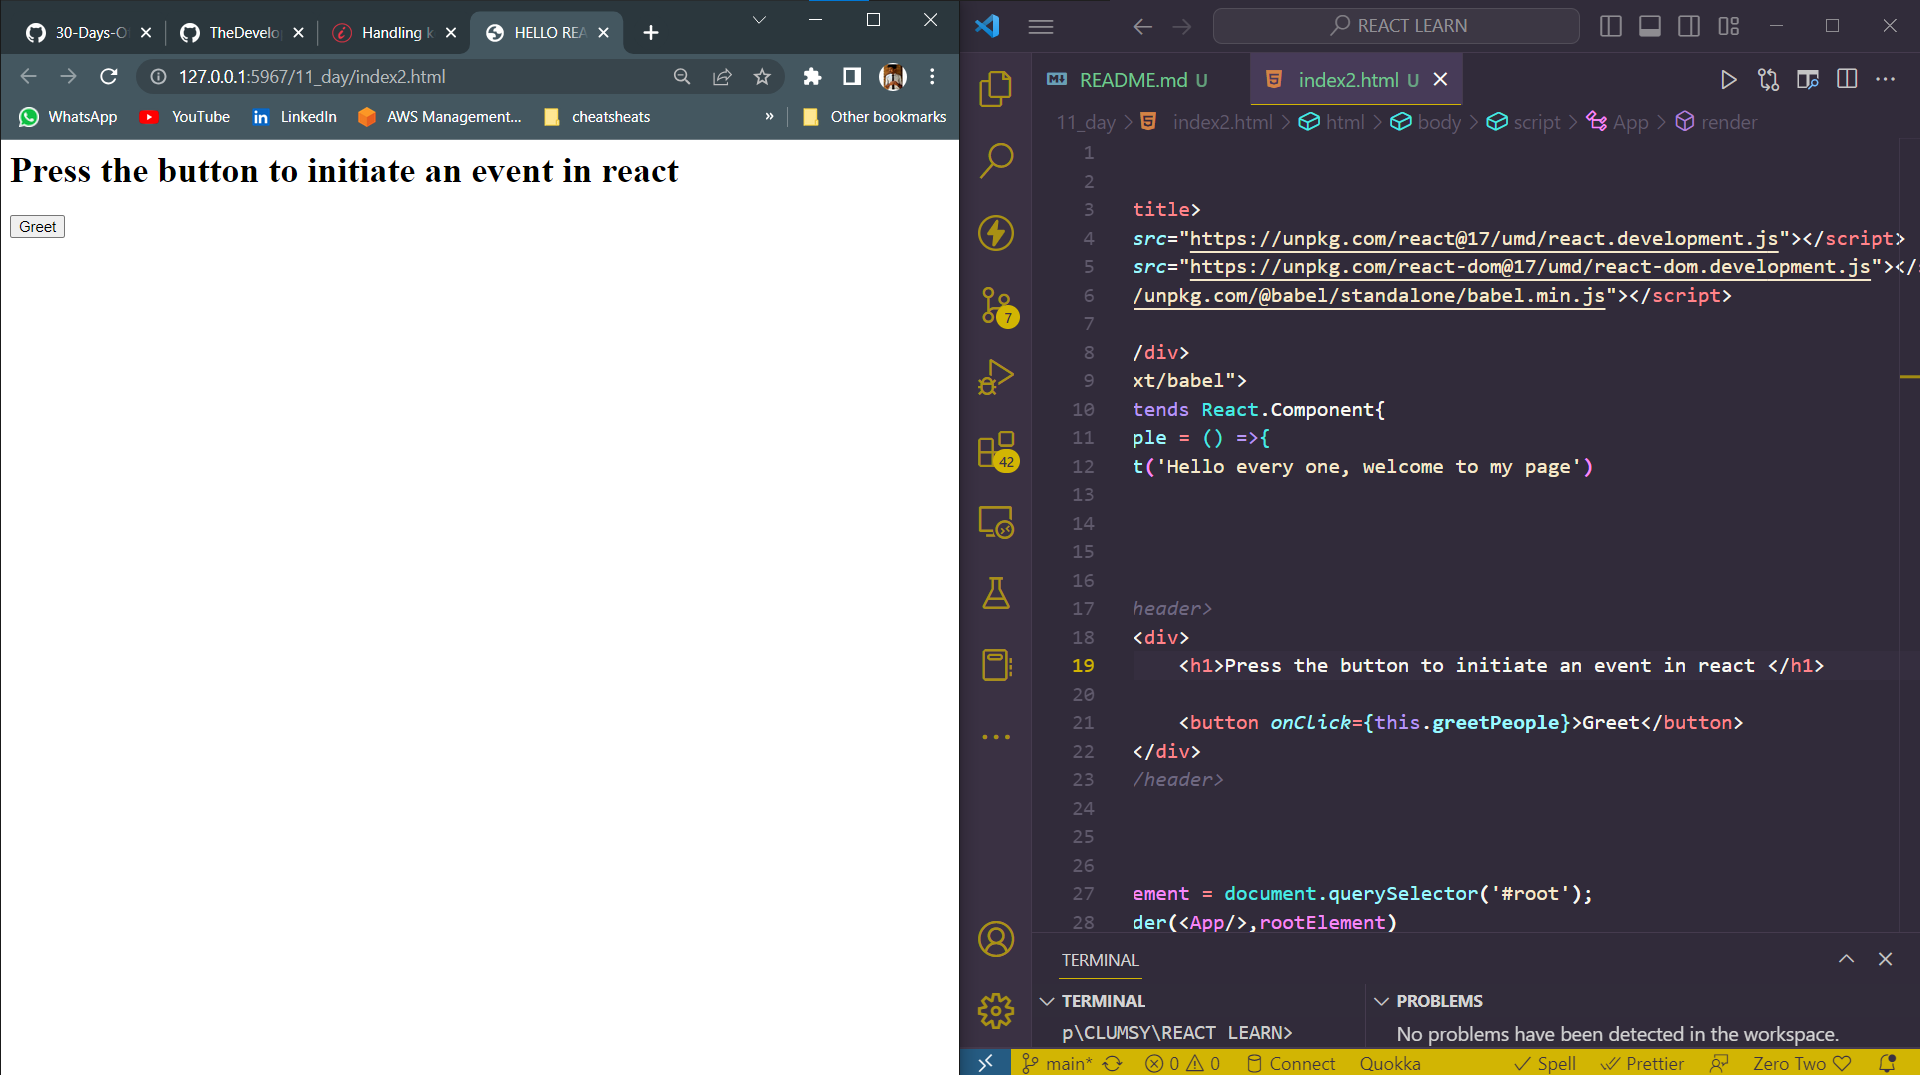 30-Days-O
TheDevelo
Handling k
HELLO REA
127.0.0.1:5967/11_day/index2.html
WhatsApp
YouTube
LinkedIn
AWS Management...
cheatsheats
»
Other bookmarks
Press the button to initiate an event in react
Greet
REACT LEARN
README.md U
index2.html U
11_day > index2.html > html > body > script > App > render
1
2
3 title>
4 src="https://unpkg.com/react@17/umd/react.development.js"></script>
5 src="https://unpkg.com/react-dom@17/umd/react-dom.development.js"></s
6 /unpkg.com/@babel/standalone/babel.min.js"></script>
7
8 /div>
9 xt/babel">
10 tends React.Component{
11 ple = () =>{
12 t('Hello every one, welcome to my page')
13
14
15
16
17 header>
18 <div>
19 <h1>Press the button to initiate an event in react </h1>
20
21 <button onClick={this.greetPeople}>Greet</button>
22 </div>
23 /header>
24
25
26
27 ement = document.querySelector('#root');
28 der(<App/>,rootElement)
7
42
TERMINAL
TERMINAL
p\CLUMSY\REACT LEARN>
PROBLEMS
No problems have been detected in the workspace.
main* 0 0 Connect Quokka Spell Prettier Zero Two